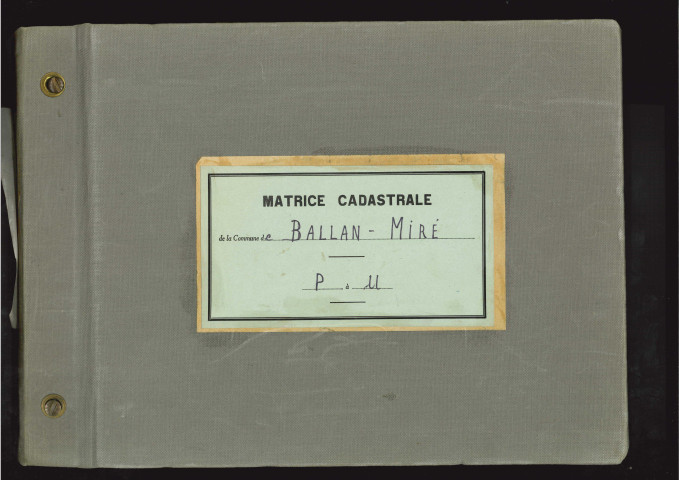 MATRICE CADASTRALE
de la Commune de BALLAN - MIRÉ
P à U